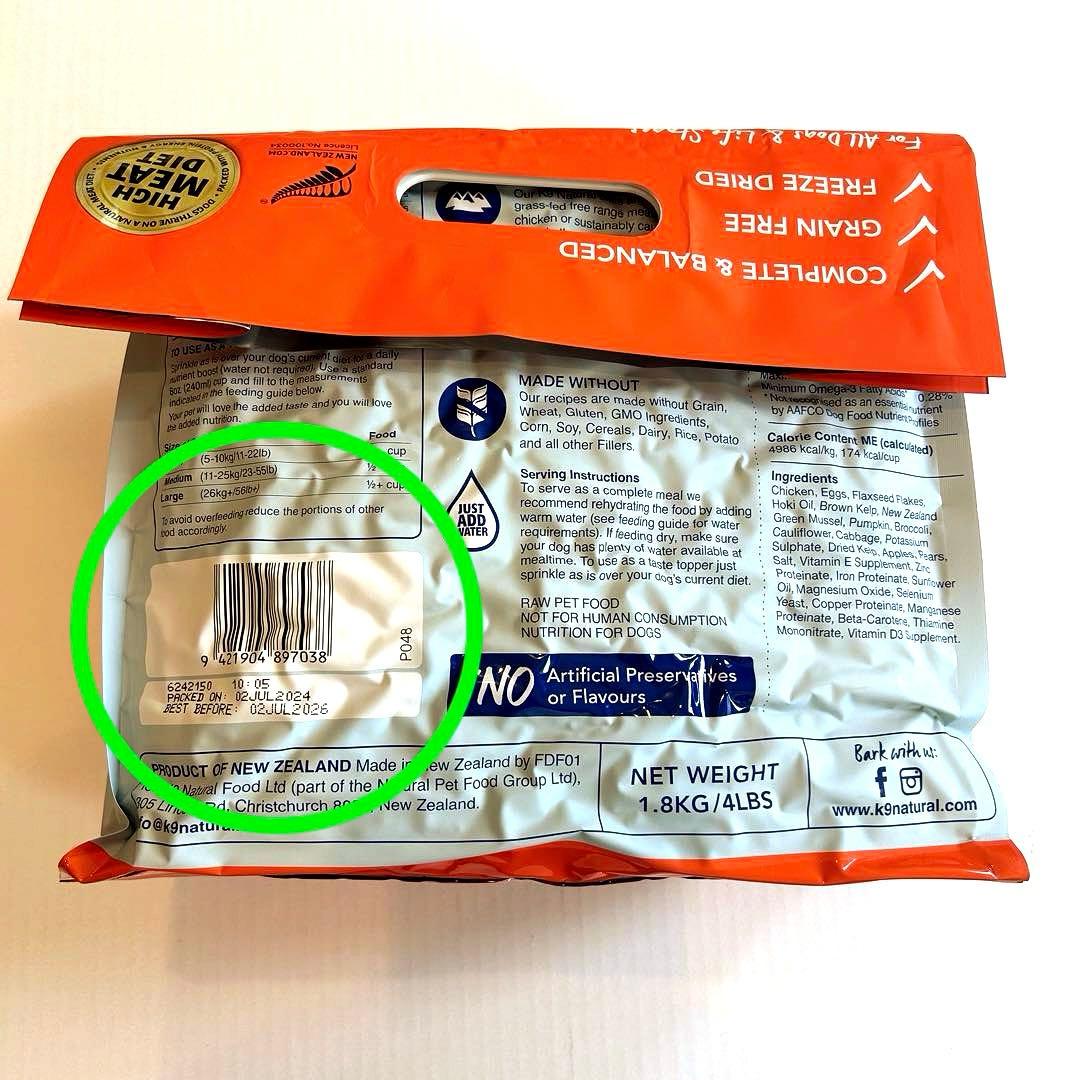 For All Dogs & Life Stages
FREEZE DRIED
GRAIN FREE
COMPLETE & BALANCED
NEW ZEALAND.COM
Licence No.100034
HIGH
MEAT
DIET
PACKED WITH PROTEIN, ENERGY & NUTRIENTS
DOGS THRIVE ON A NATURAL MEAT DIET
Our K9 Natural
grass-fed free range
chicken or sustainably
TO USE AS A
Sprinkle as is over your dog's current diet for a daily
nutrient boost (water not required). Use a standard
8oz (240ml) cup and fill to the measurements
indicated in the feeding guide below.
Your pet will love the added taste and you will love
the added nutrition.
Food
(5-10kg/11-22lb) cup
Medium (11-25kg/23-55lb) ½
Large (26kg+/56lb+) ½+ cup
To avoid overfeeding reduce the portions of other
food accordingly.
9 421904 897038
P048
6242150 10:05
PACKED ON: 02JUL2024
BEST BEFORE: 02JUL2026
MADE WITHOUT
Our recipes are made without Grain,
Wheat, Gluten, GMO Ingredients,
Corn, Soy, Cereals, Dairy, Rice, Potato
and all other Fillers.
JUST
ADD
WATER
Serving Instructions
To serve as a complete meal we
recommend rehydrating the food by adding
warm water (see feeding guide for water
requirements). If feeding dry, make sure
your dog has plenty of water available at
mealtime. To use as a taste topper just
sprinkle as is over your dog's current diet.
RAW PET FOOD
NOT FOR HUMAN CONSUMPTION
NUTRITION FOR DOGS
NO Artificial Preservatives
or Flavours
Minimum Omega-3 Fatty Acids* 0.28%
*Not recognised as an essential nutrient
by AAFCO Dog Food Nutrient Profiles
Calorie Content ME (calculated)
4986 kcal/kg, 174 kcal/cup
Ingredients
Chicken, Eggs, Flaxseed Flakes,
Hoki Oil, Brown Kelp, New Zealand
Green Mussel, Pumpkin, Broccoli,
Cauliflower, Cabbage, Potassium
Sulphate, Dried Kelp, Apples, Pears,
Salt, Vitamin E Supplement, Zinc
Proteinate, Iron Proteinate, Sunflower
Oil, Magnesium Oxide, Selenium
Yeast, Copper Proteinate, Manganese
Proteinate, Beta-Carotene, Thiamine
Mononitrate, Vitamin D3 Supplement.
PRODUCT OF NEW ZEALAND Made in New Zealand by FDF01
Natural Food Ltd (part of the Natural Pet Food Group Ltd),
Rd, Christchurch New Zealand.
NET WEIGHT
1.8KG/4LBS
Bark with us:
www.k9natural.com